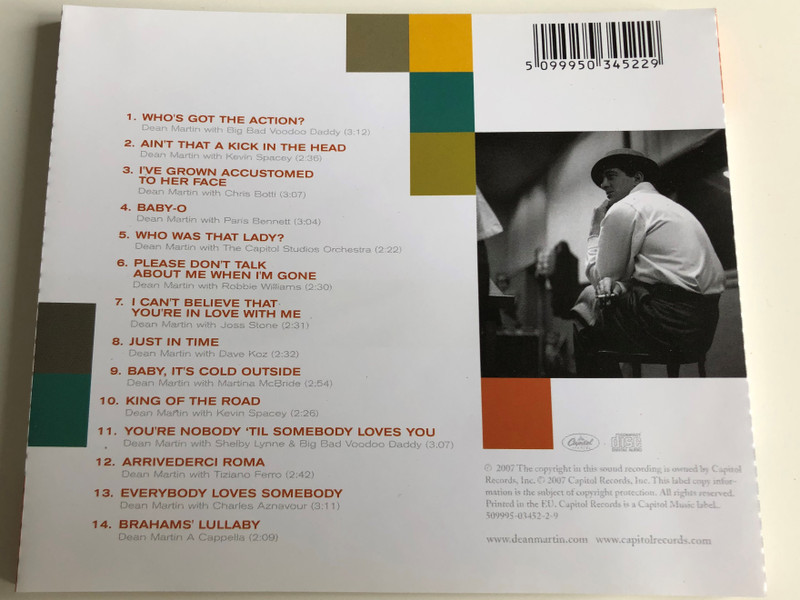 5 099950 345229
1. WHO'S GOT THE ACTION?
Dean Martin with Big Bad Voodoo Daddy (3:12)
2. AIN'T THAT A KICK IN THE HEAD
Dean Martin with Kevin Spacey (2:36)
3. I'VE GROWN ACCUSTOMED
TO HER FACE
Dean Martin with Chris Botti (3:07)
4. BABY-O
Dean Martin with Paris Bennett (3:04)
5. WHO WAS THAT LADY?
Dean Martin with The Capitol Studios Orchestra (2:22)
6. PLEASE DON'T TALK
ABOUT ME WHEN I'M GONE
Dean Martin with Robbie Williams (2:30)
7. I CAN'T BELIEVE THAT
YOU'RE IN LOVE WITH ME
Dean Martin with Joss Stone (2:31)
8. JUST IN TIME
Dean Martin with Dave Koz (2:32)
9. BABY, IT'S COLD OUTSIDE
Dean Martin with Martina McBride (2:54)
10. KING OF THE ROAD
Dean Martin with Kevin Spacey (2:26)
11. YOU'RE NOBODY 'TIL SOMEBODY LOVES YOU
Dean Martin with Shelby Lynne & Big Bad Voodoo Daddy (3:07)
12. ARRIVEDERCI ROMA
Dean Martin with Tiziano Ferro (2:42)
13. EVERYBODY LOVES SOMEBODY
Dean Martin with Charles Aznavour (3:11)
14. BRAHAMS' LULLABY
Dean Martin A Cappella (2:09)
Capitol
COMPACT disc DIGITAL AUDIO
℗ 2007 The copyright in this sound recording is owned by Capitol
Records, Inc. © 2007 Capitol Records, Inc. This label copy infor-
mation is the subject of copyright protection. All rights reserved.
Printed in the E.U. Capitol Records is a Capitol Music label.
509995-03452-2-9
www.deanmartin.com www.capitolrecords.com